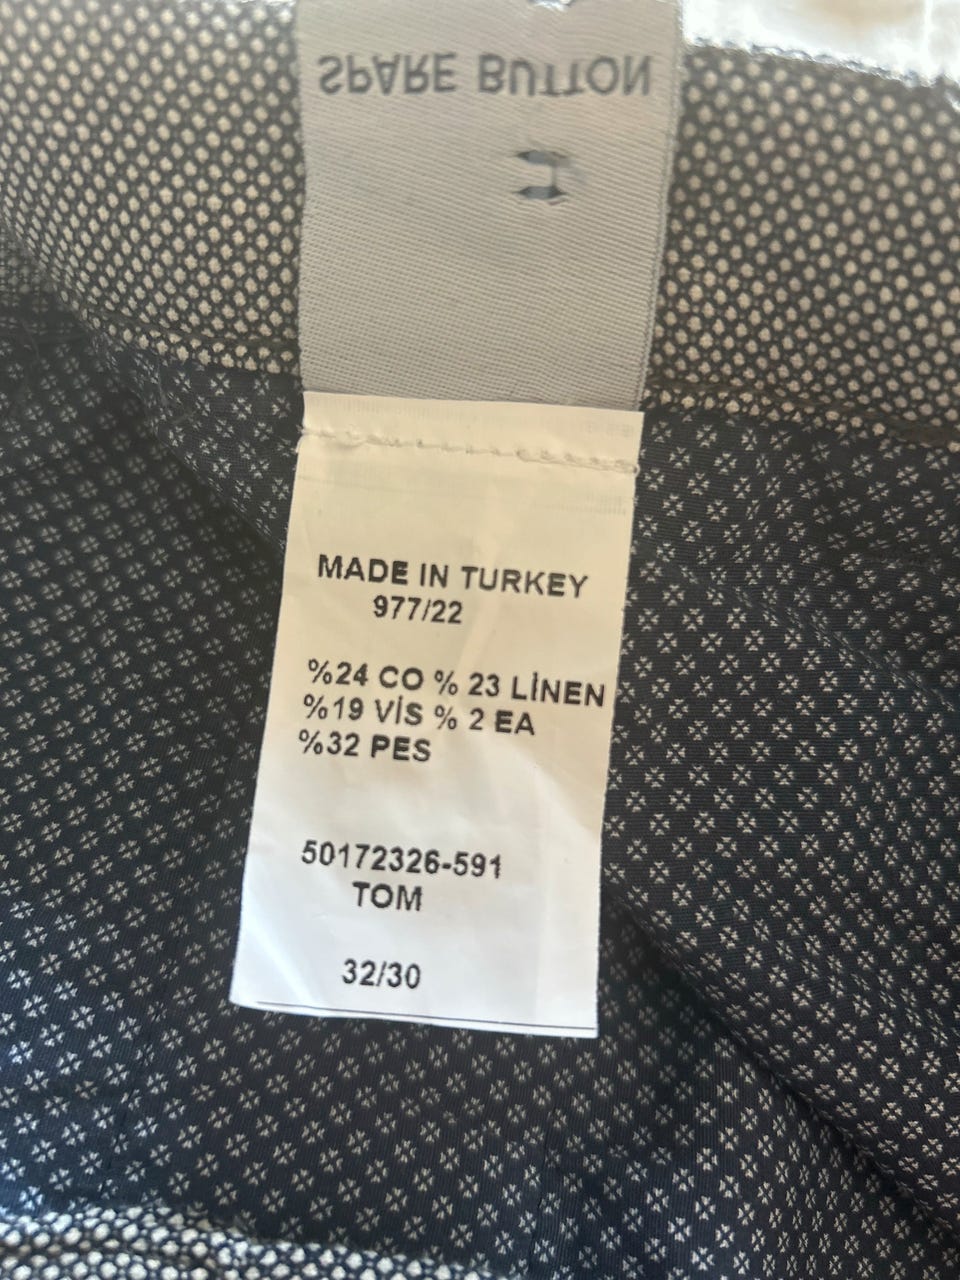 SPARE BUTTON
MADE IN TURKEY
977/22
%24 CO % 23 LİNEN
%19 VİS % 2 EA
%32 PES
50172326-591
TOM
32/30